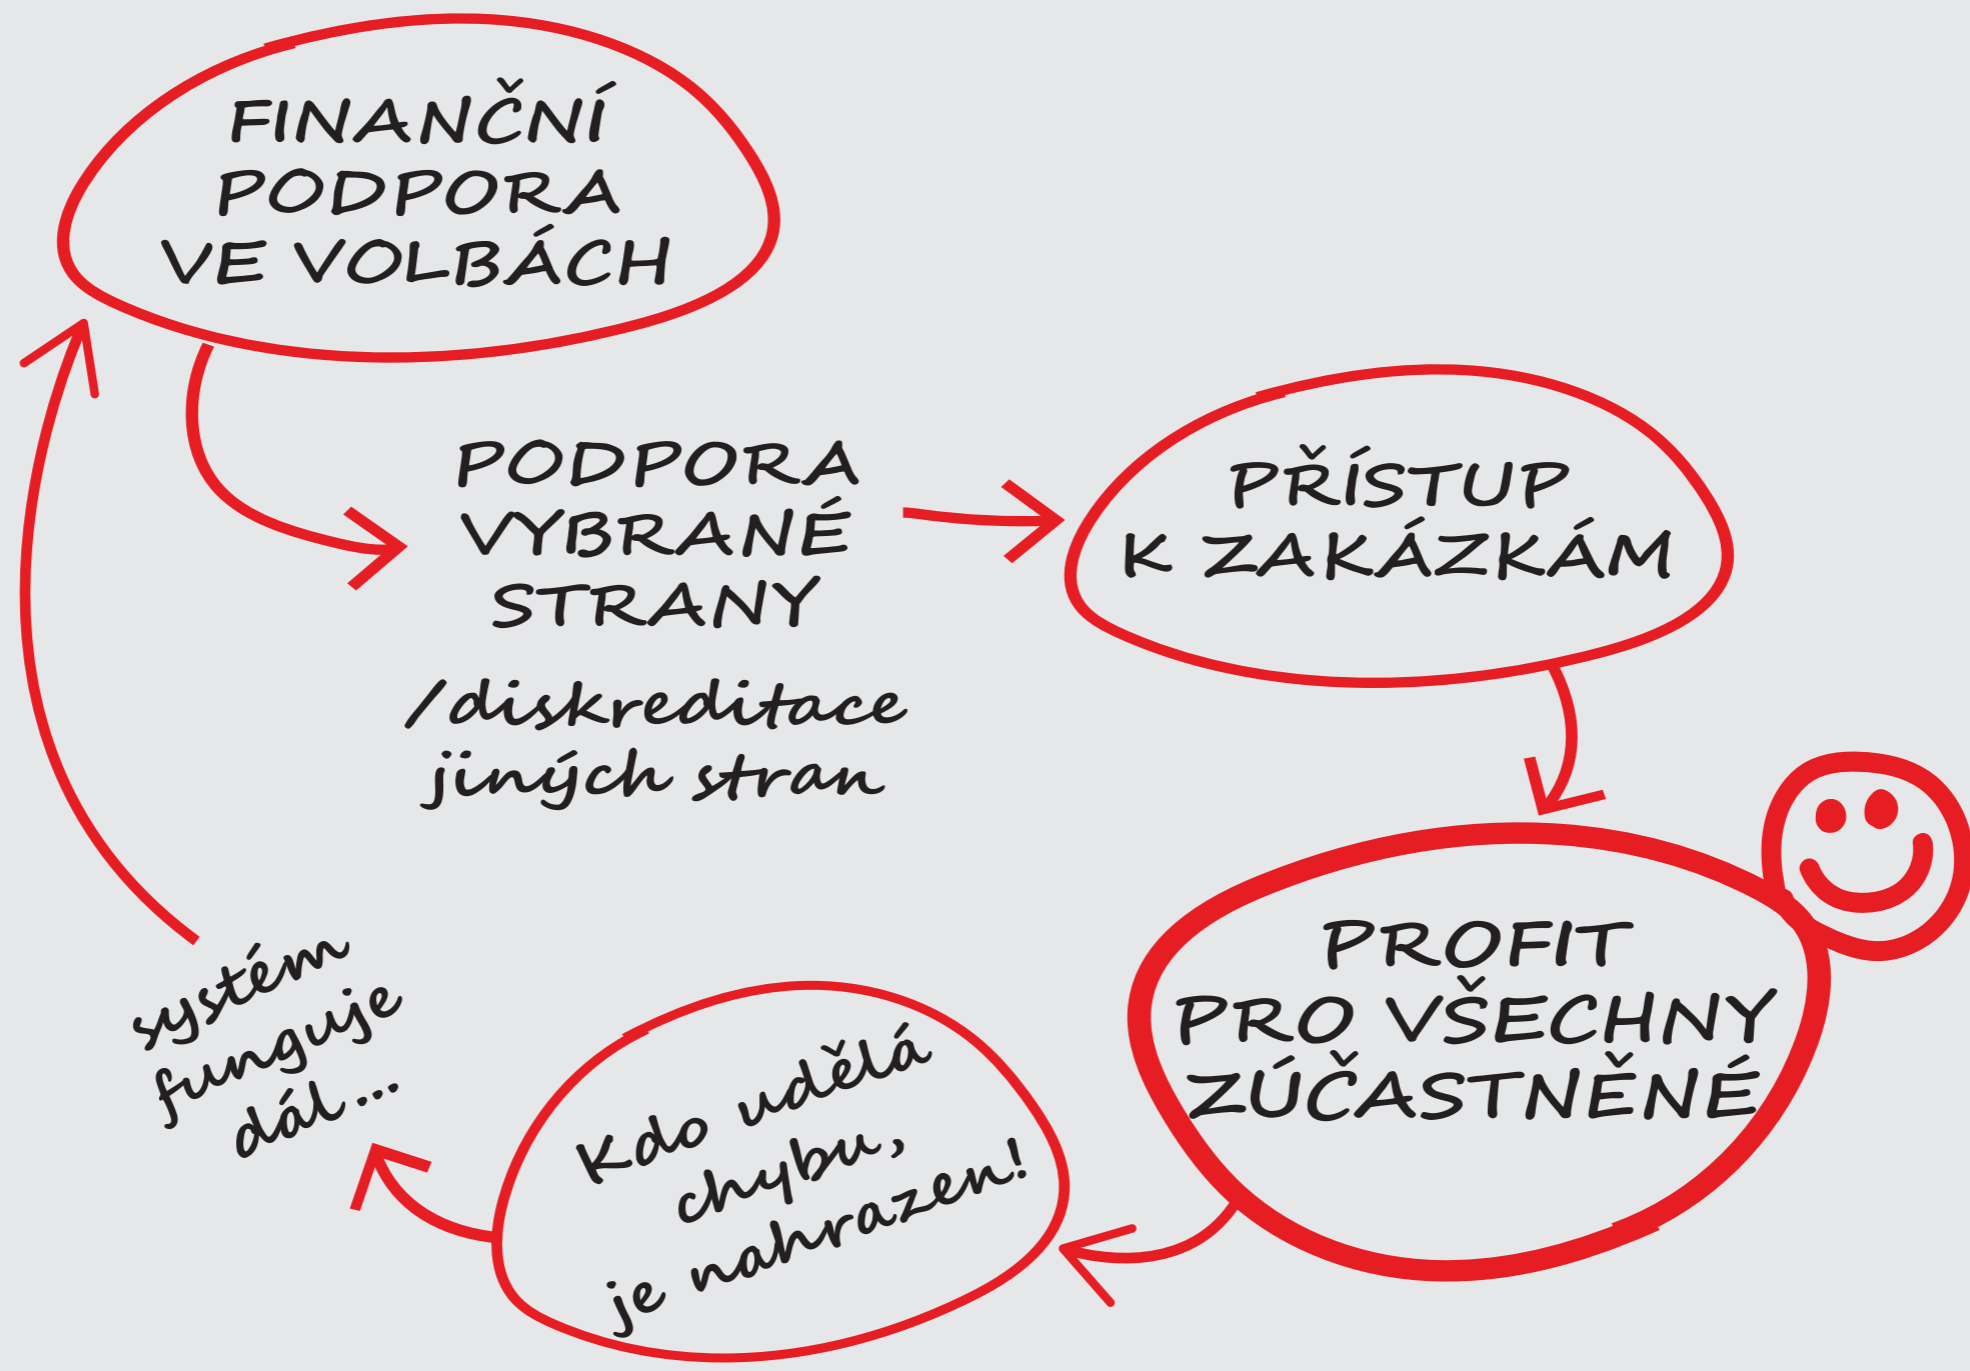 FINANČNÍ
PODPORA
VE VOLBÁCH
PODPORA
VYBRANÉ
STRANY
/diskreditace
jiných stran
PŘÍSTUP
K ZAKÁZKÁM
PROFIT
PRO VŠECHNY
ZÚČASTNĚNÉ
Kdo udělá
chybu,
je nahrazen!
systém
funguje
dál...